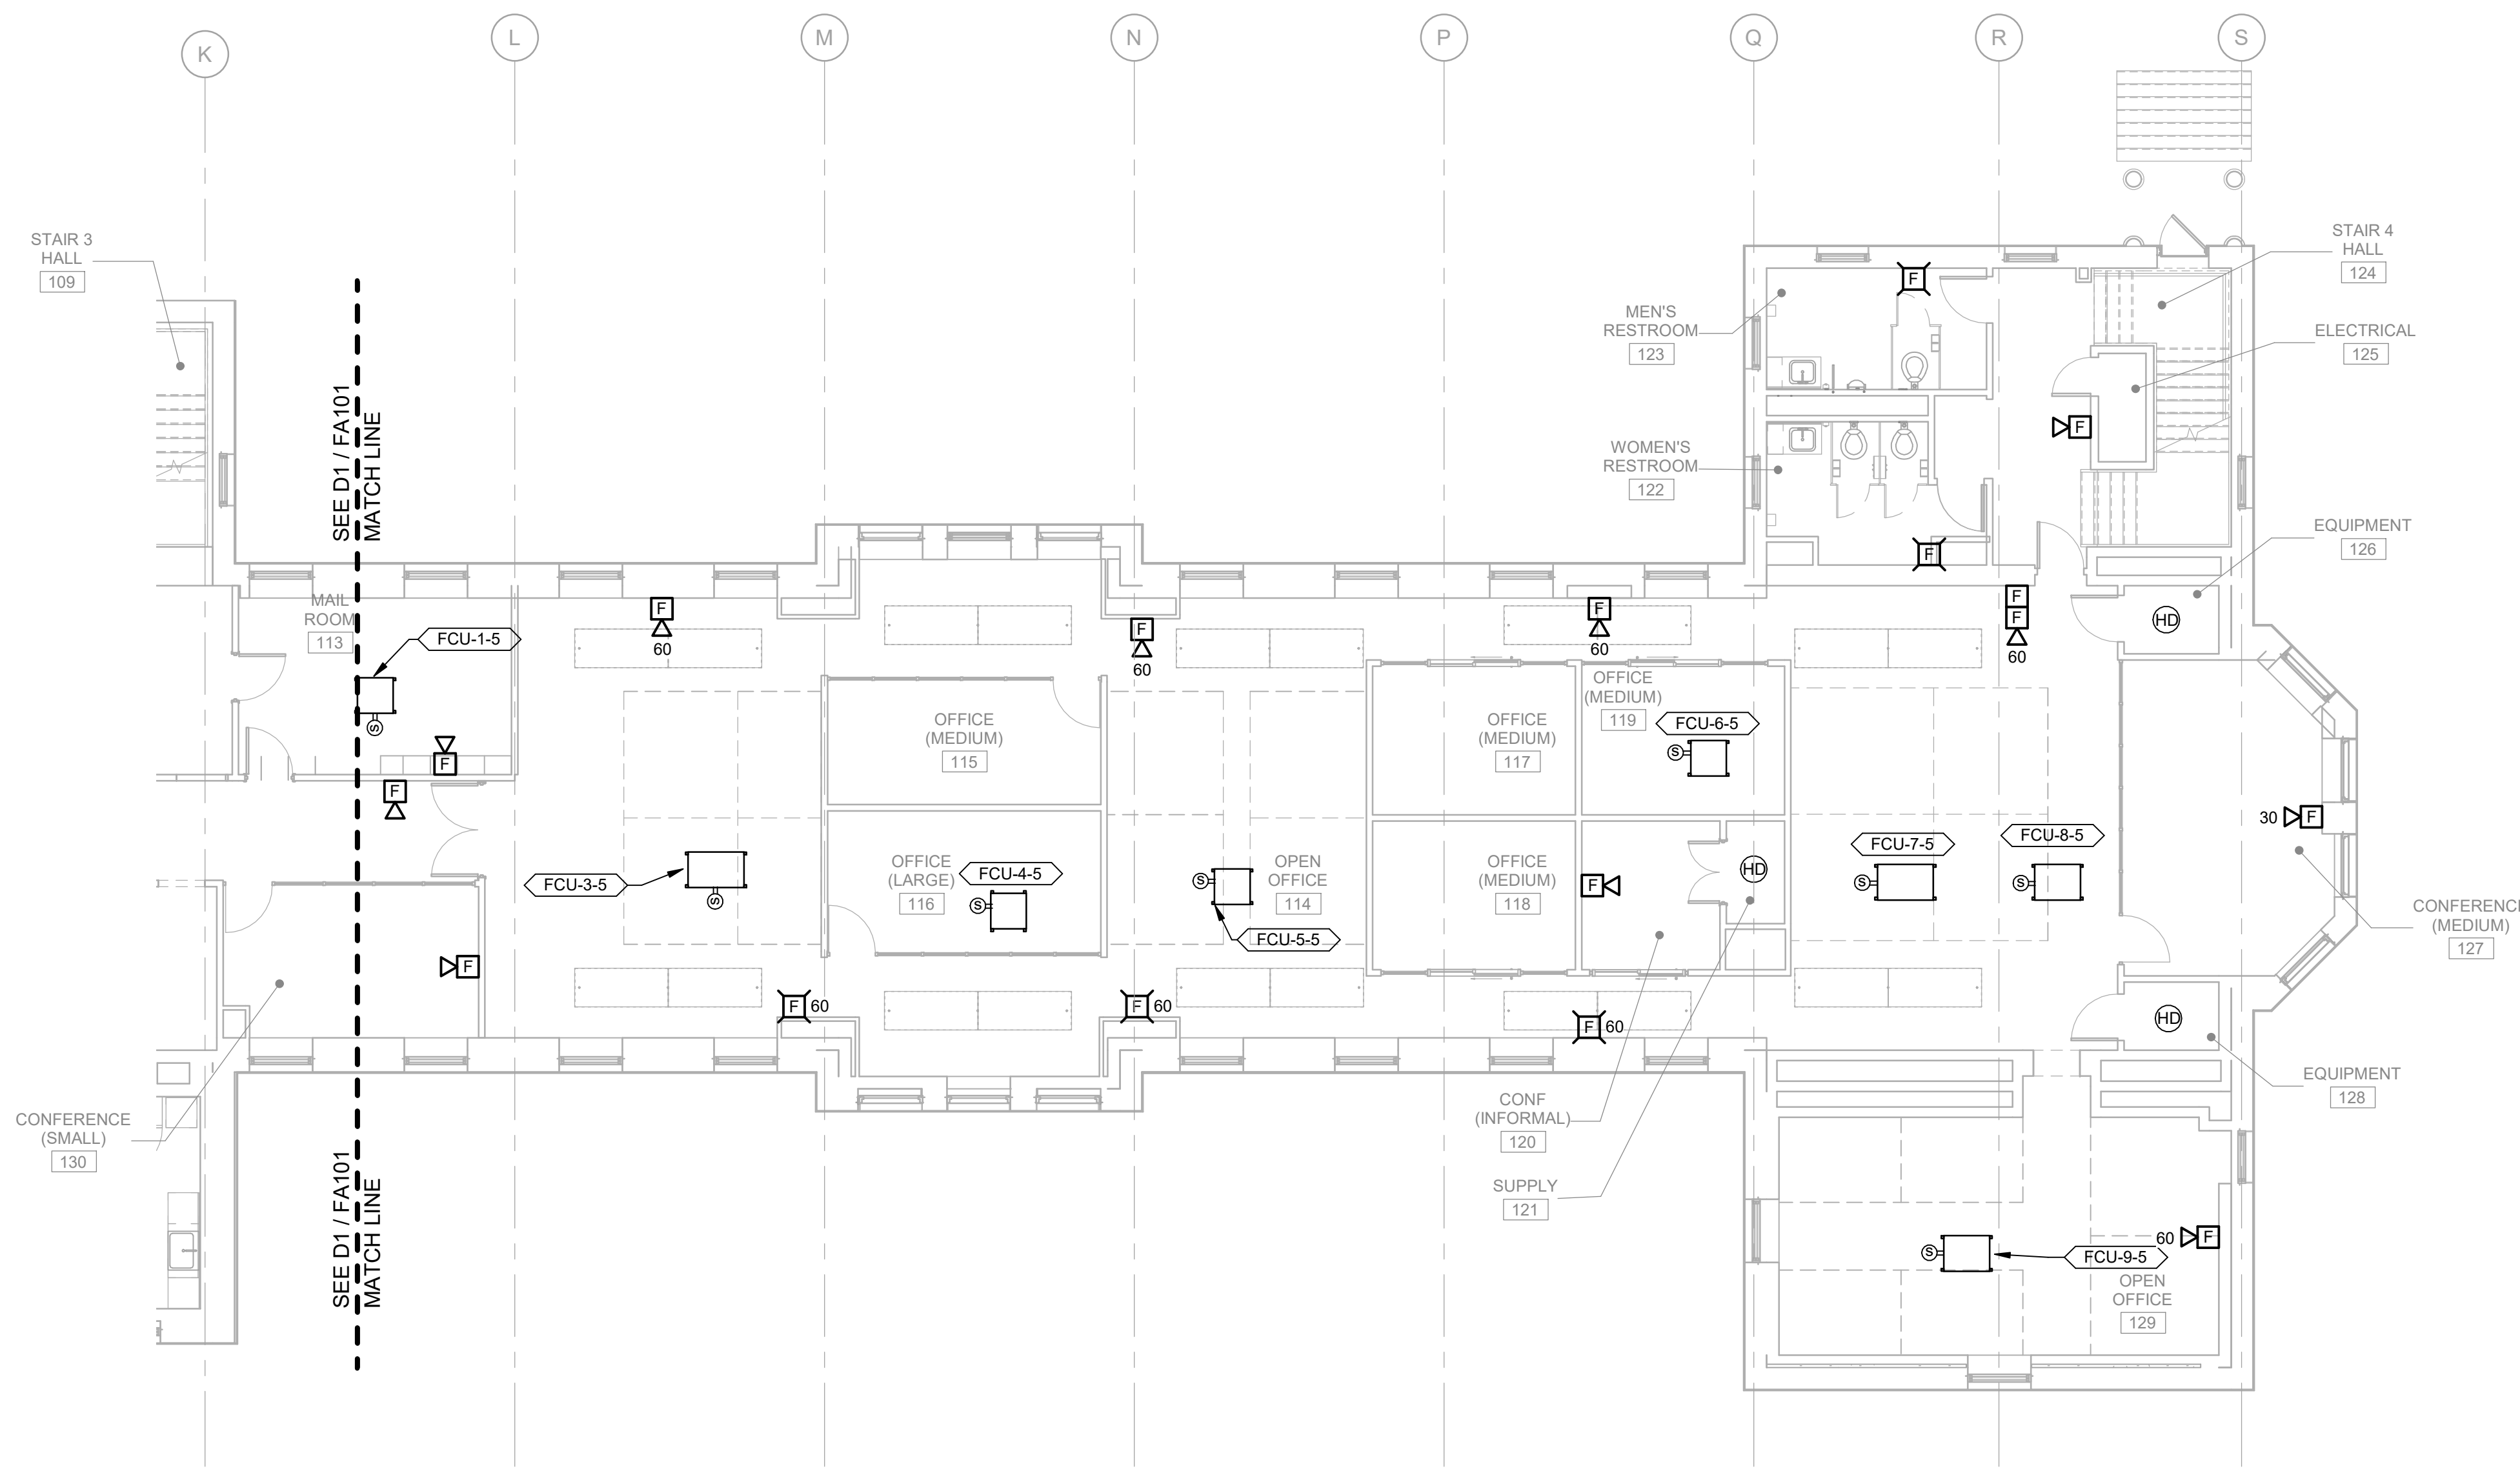 K
L
M
N
P
Q
R
S
STAIR 3
HALL
109
STAIR 4
HALL
124
MEN'S
RESTROOM
123
F
ELECTRICAL
125
SEE D1 / FA101
MATCH LINE
F
WOMEN'S
RESTROOM
122
EQUIPMENT
126
F
MAIL
ROOM
113
FCU-1-5
S
F
F
F
60
F
60
F
60
F
F
60
HD
OFFICE
(MEDIUM)
115
OFFICE
(MEDIUM)
117
OFFICE
(MEDIUM)
119
FCU-6-5
S
30
F
FCU-3-5
S
OFFICE
(LARGE)
116
FCU-4-5
S
S
OPEN
OFFICE
114
FCU-5-5
OFFICE
(MEDIUM)
118
F
HD
FCU-7-5
S
FCU-8-5
S
CONFERENC
(MEDIUM)
127
F
F
60
F
60
F
60
HD
CONFERENCE
(SMALL)
130
SEE D1 / FA101
MATCH LINE
CONF
(INFORMAL)
120
SUPPLY
121
EQUIPMENT
128
60
F
S
FCU-9-5
OPEN
OFFICE
129